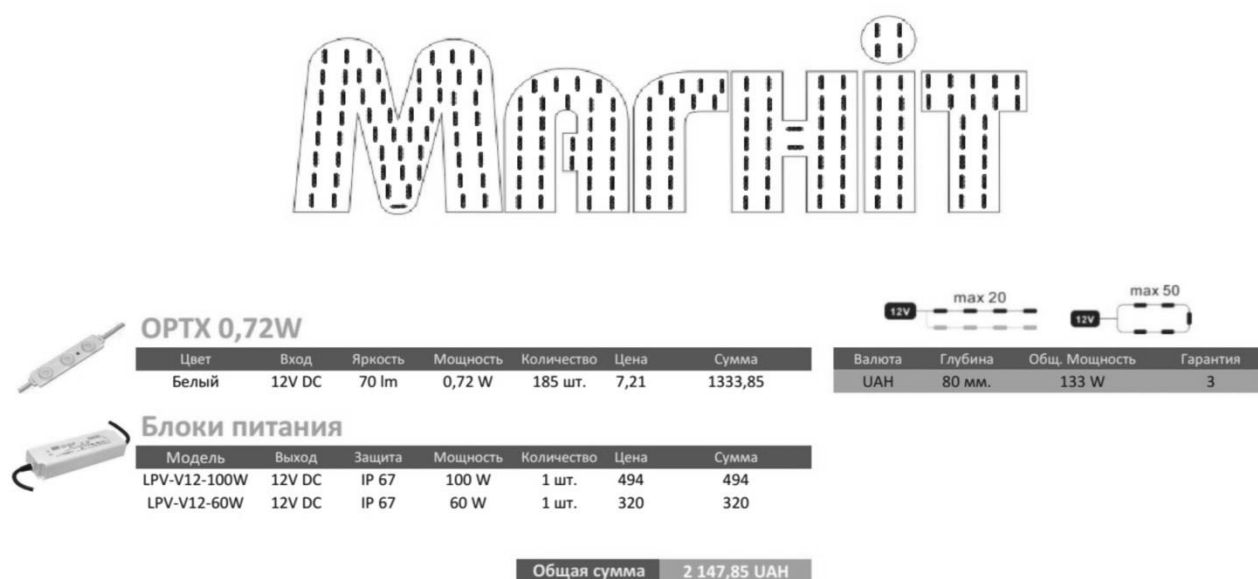 Магніт
max 20
max 50
12V
12V
OPTX 0,72W
Цвет Вход Яркость Мощность Количество Цена Сумма
Белый 12V DC 70 lm 0,72 W 185 шт. 7,21 1333,85
Валюта Глубина Общ. Мощность Гарантия
UAH 80 мм. 133 W 3
Блоки питания
Модель Выход Защита Мощность Количество Цена Сумма
LPV-V12-100W 12V DC IP 67 100 W 1 шт. 494 494
LPV-V12-60W 12V DC IP 67 60 W 1 шт. 320 320
Общая сумма 2 147,85 UAH